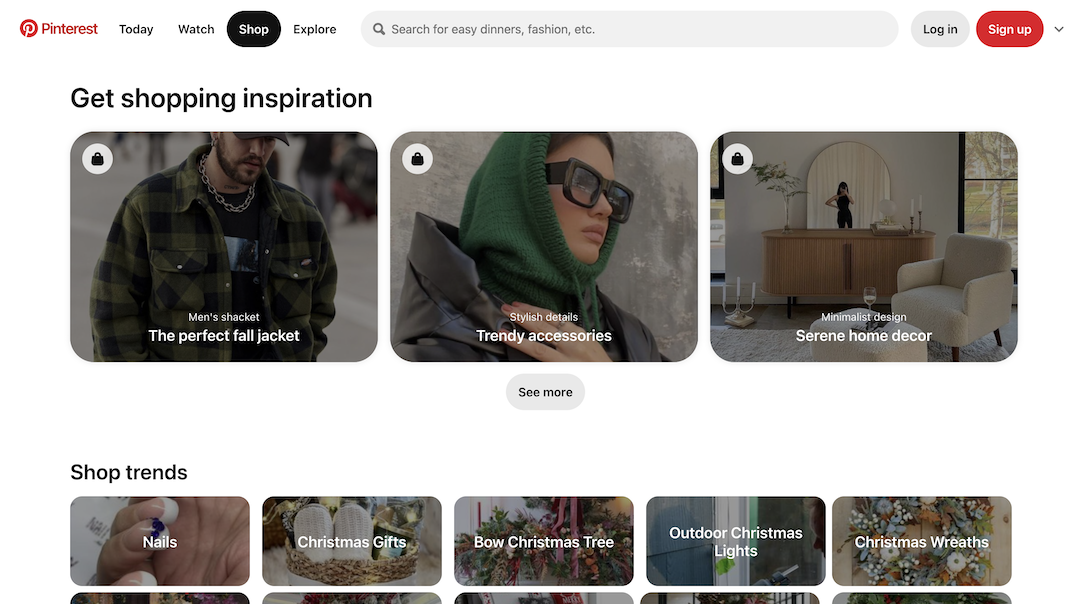 Pinterest
Today
Watch
Shop
Explore
Search for easy dinners, fashion, etc.
Log in
Sign up
Get shopping inspiration
Men's shacket
The perfect fall jacket
Stylish details
Trendy accessories
Minimalist design
Serene home decor
See more
Shop trends
Nails
Christmas Gifts
Bow Christmas Tree
Outdoor Christmas
Lights
Christmas Wreaths